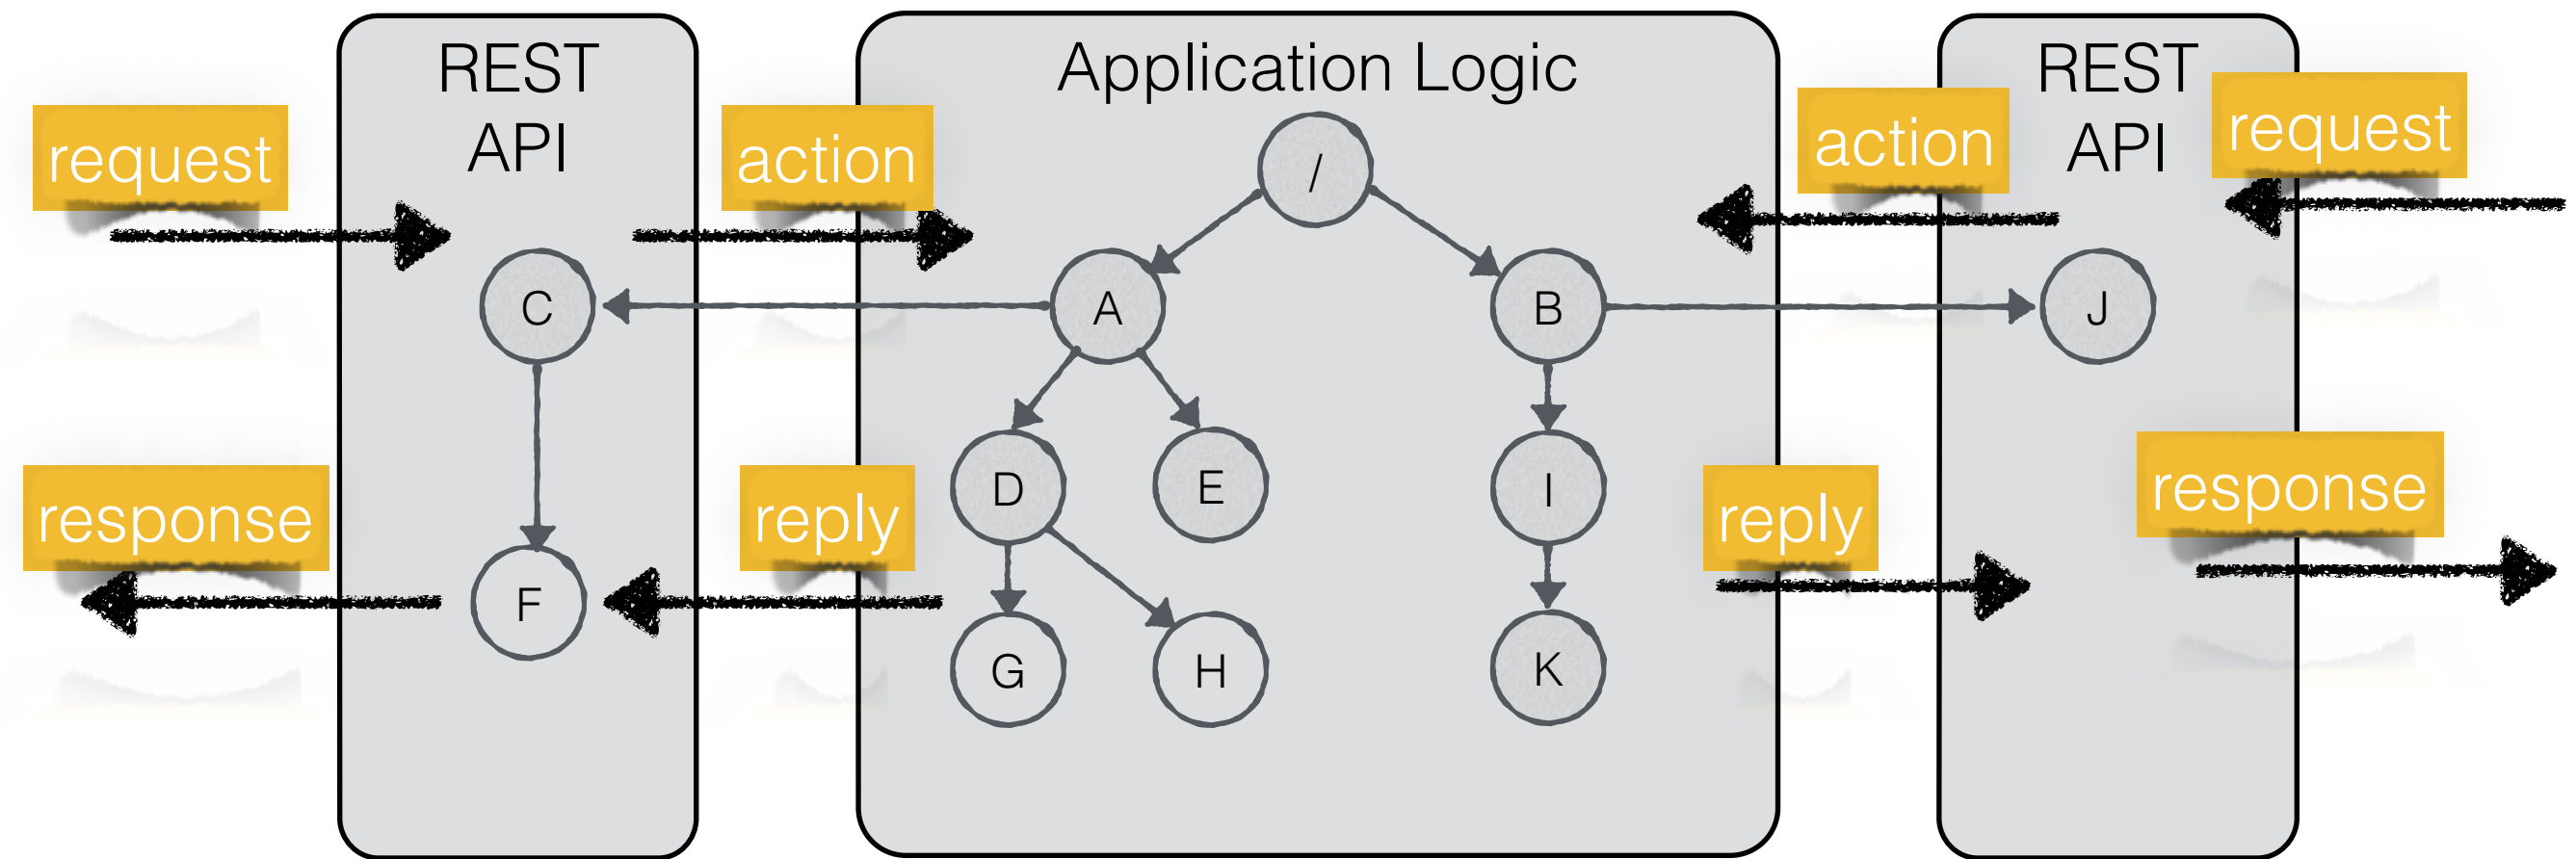 REST
API
Application Logic
REST
API
request
action
action
request
/
C
A
B
J
response
reply
D
E
I
reply
response
F
G
H
K